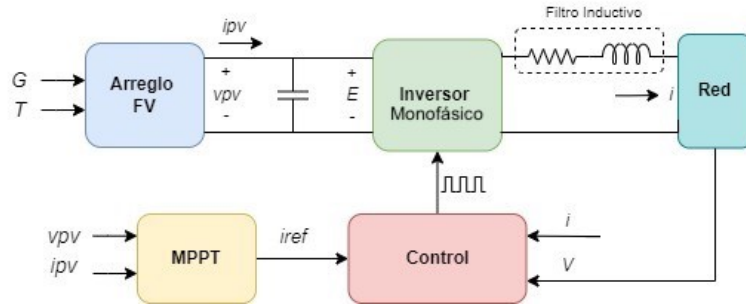 Filtro Inductivo
ipv
G
T
Arreglo
FV
+
vpv
-
+
E
-
Inversor
Monofásico
i
Red
vpv
ipv
MPPT
iref
Control
i
V